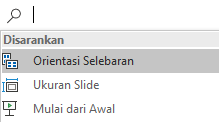 Disarankan
Orientasi Selebaran
Ukuran Slide
Mulai dari Awal